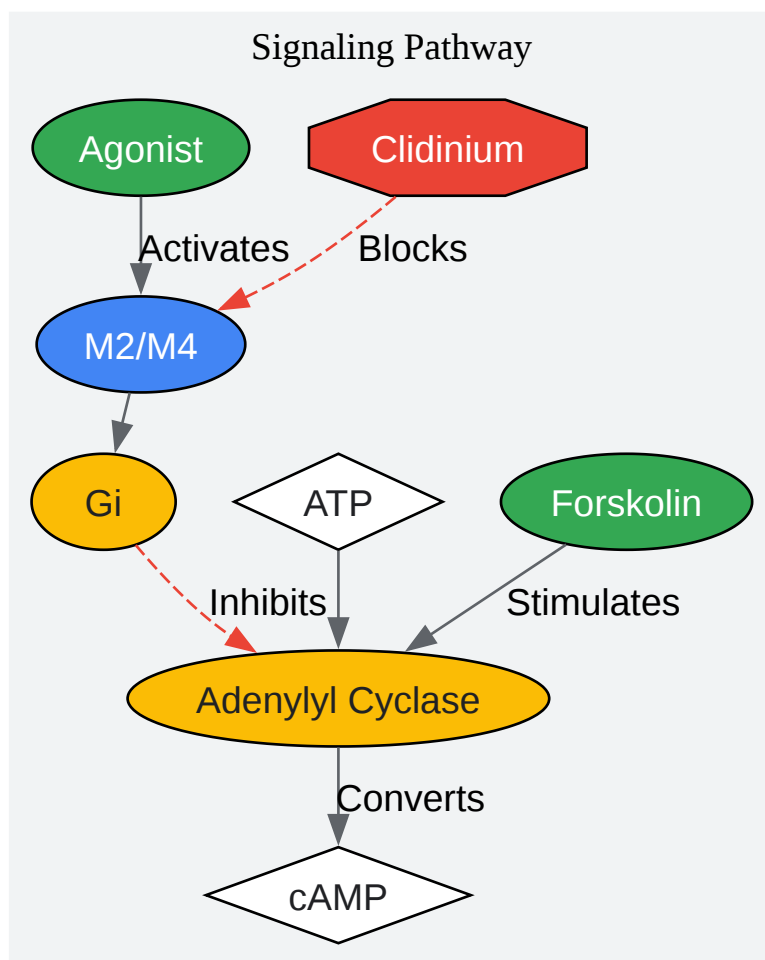 Signaling Pathway
Agonist
Clidinium
Activates
Blocks
M2/M4
Gi
ATP
Forskolin
Inhibits
Stimulates
Adenylyl Cyclase
Converts
cAMP